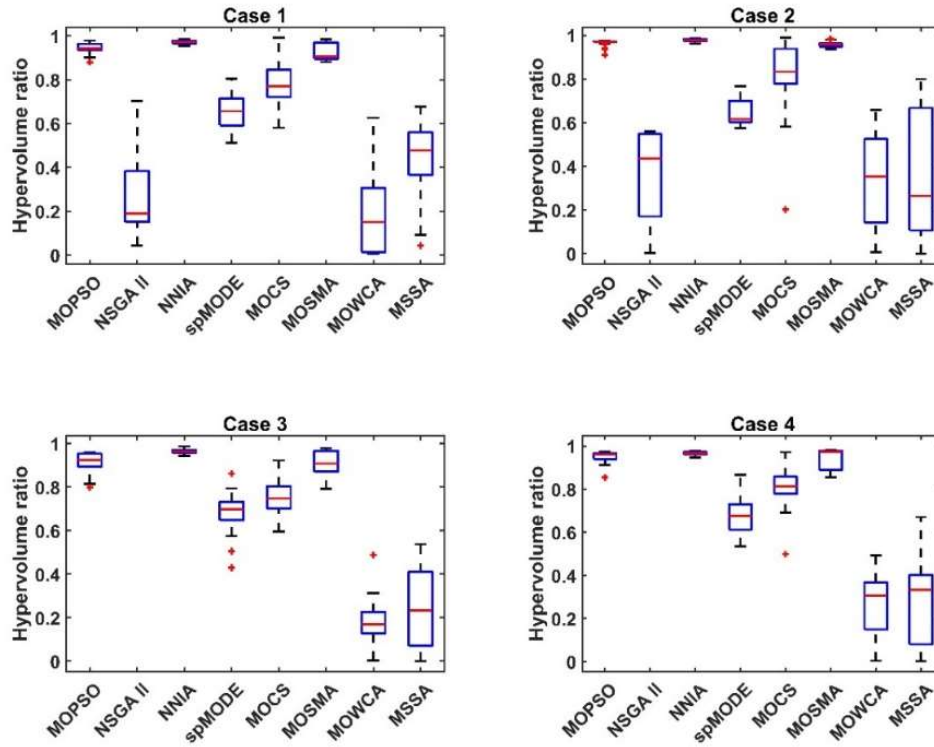 Case 1
Hypervolume ratio
1
0.8
0.6
0.4
0.2
0
MOPSO
NSGA II
NNIA
spMODE
MOCS
MOSMA
MOWCA
MSSA
Case 2
Hypervolume ratio
1
0.8
0.6
0.4
0.2
0
MOPSO
NSGA II
NNIA
spMODE
MOCS
MOSMA
MOWCA
MSSA
Case 3
Hypervolume ratio
1
0.8
0.6
0.4
0.2
0
MOPSO
NSGA II
NNIA
spMODE
MOCS
MOSMA
MOWCA
MSSA
Case 4
Hypervolume ratio
1
0.8
0.6
0.4
0.2
0
MOPSO
NSGA II
NNIA
spMODE
MOCS
MOSMA
MOWCA
MSSA